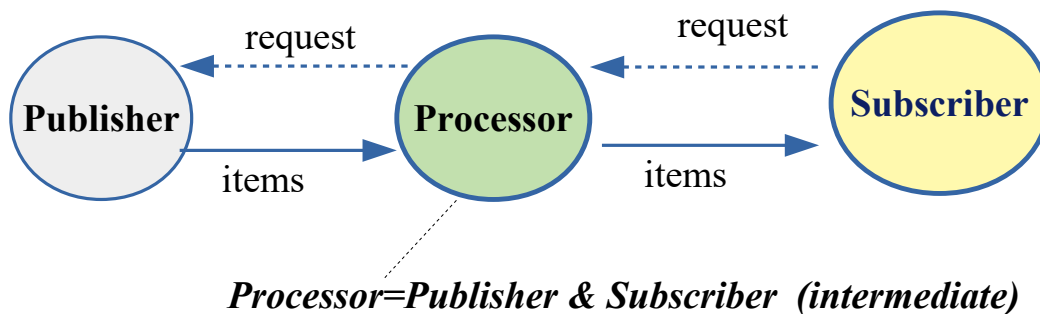 request
request
Publisher
Processor
Subscriber
items
items
Processor=Publisher & Subscriber (intermediate)